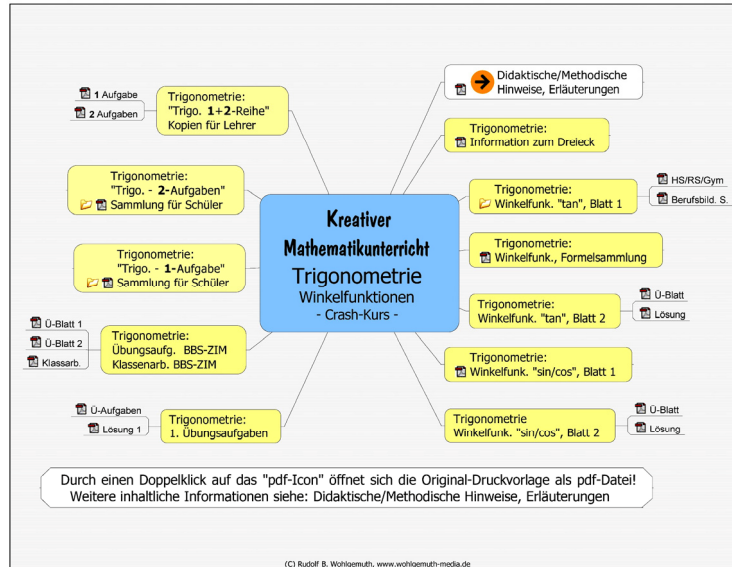 Kreativer
Mathematikunterricht
Trigonometrie
Winkelfunktionen
- Crash-Kurs -
Didaktische/Methodische
Hinweise, Erläuterungen
Trigonometrie:
Information zum Dreieck
Trigonometrie:
Winkelfunk. "tan", Blatt 1
HS/RS/Gym
Berufsbild. S.
Trigonometrie:
Winkelfunk., Formelsammlung
Trigonometrie:
Winkelfunk. "tan", Blatt 2
Ü-Blatt
Lösung
Trigonometrie:
Winkelfunk. "sin/cos", Blatt 1
Trigonometrie
Winkelfunk. "sin/cos", Blatt 2
Ü-Blatt
Lösung
Trigonometrie:
"Trigo. 1+2-Reihe"
Kopien für Lehrer
1 Aufgabe
2 Aufgaben
Trigonometrie:
"Trigo. - 2-Aufgaben"
Sammlung für Schüler
Trigonometrie:
"Trigo. - 1-Aufgabe"
Sammlung für Schüler
Trigonometrie:
Übungsaufg. BBS-ZIM
Klassenarb. BBS-ZIM
Ü-Blatt 1
Ü-Blatt 2
Klassarb.
Trigonometrie:
1. Übungsaufgaben
Ü-Aufgaben
Lösung 1
Durch einen Doppelklick auf das "pdf-Icon" öffnet sich die Original-Druckvorlage als pdf-Datei!
Weitere inhaltliche Informationen siehe: Didaktische/Methodische Hinweise, Erläuterungen
(C) Rudolf B. Wohlgemuth, www.wohlgemuth-media.de